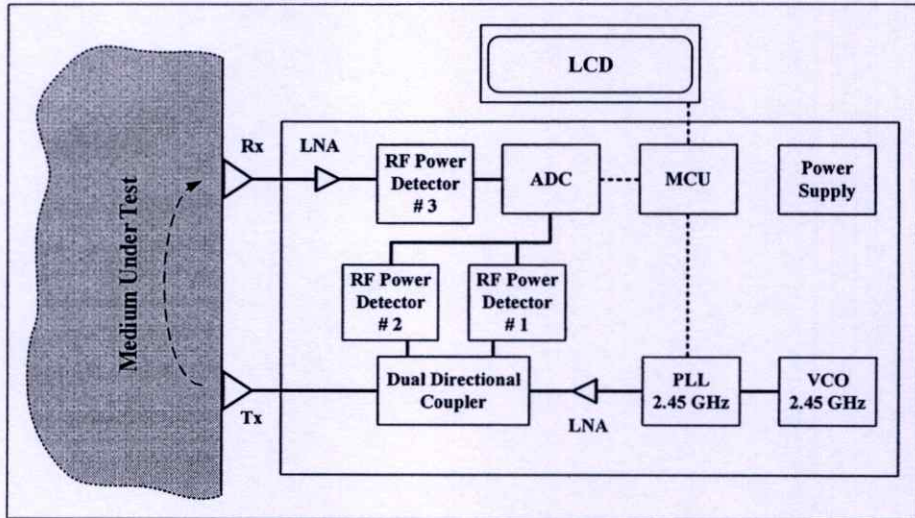 LCD
Rx
LNA
RF Power
Detector
# 3
ADC
MCU
Power
Supply
Medium Under Test
RF Power
Detector
# 2
RF Power
Detector
# 1
Tx
Dual Directional
Coupler
LNA
PLL
2.45 GHz
VCO
2.45 GHz